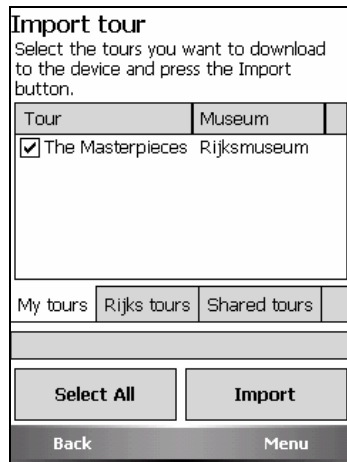 Import tour
Select the tours you want to download
to the device and press the Import
button.
Tour Museum
The Masterpieces Rijksmuseum
My tours Rijks tours Shared tours
Select All Import
Back Menu